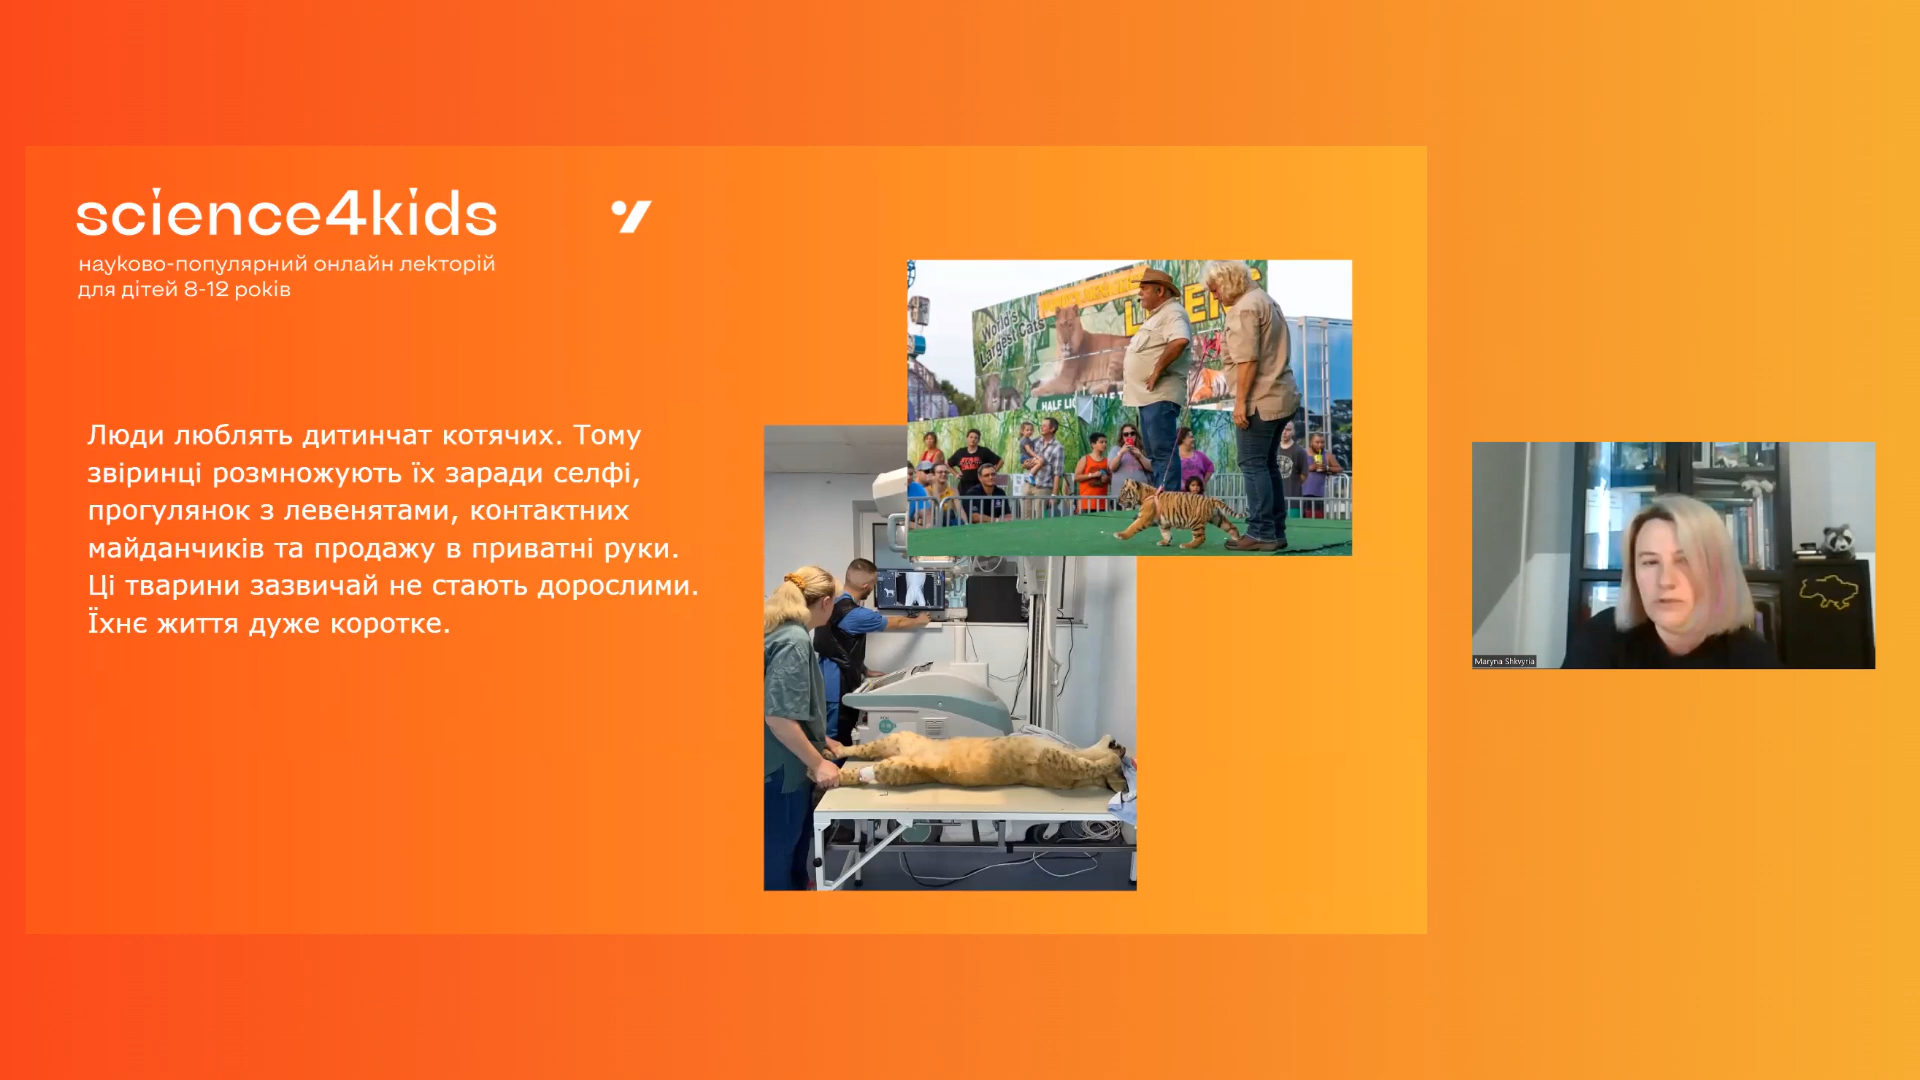 science4kids
науково-популярний онлайн лекторій
для дітей 8-12 років
Люди люблять дитинчат котячих. Тому
звіринці розмножують їх заради селфі,
прогулянок з левенятами, контактних
майданчиків та продажу в приватні руки.
Ці тварини зазвичай не стають дорослими.
Їхнє життя дуже коротке.
World's
Largest Cats
Maryna Shkvyria